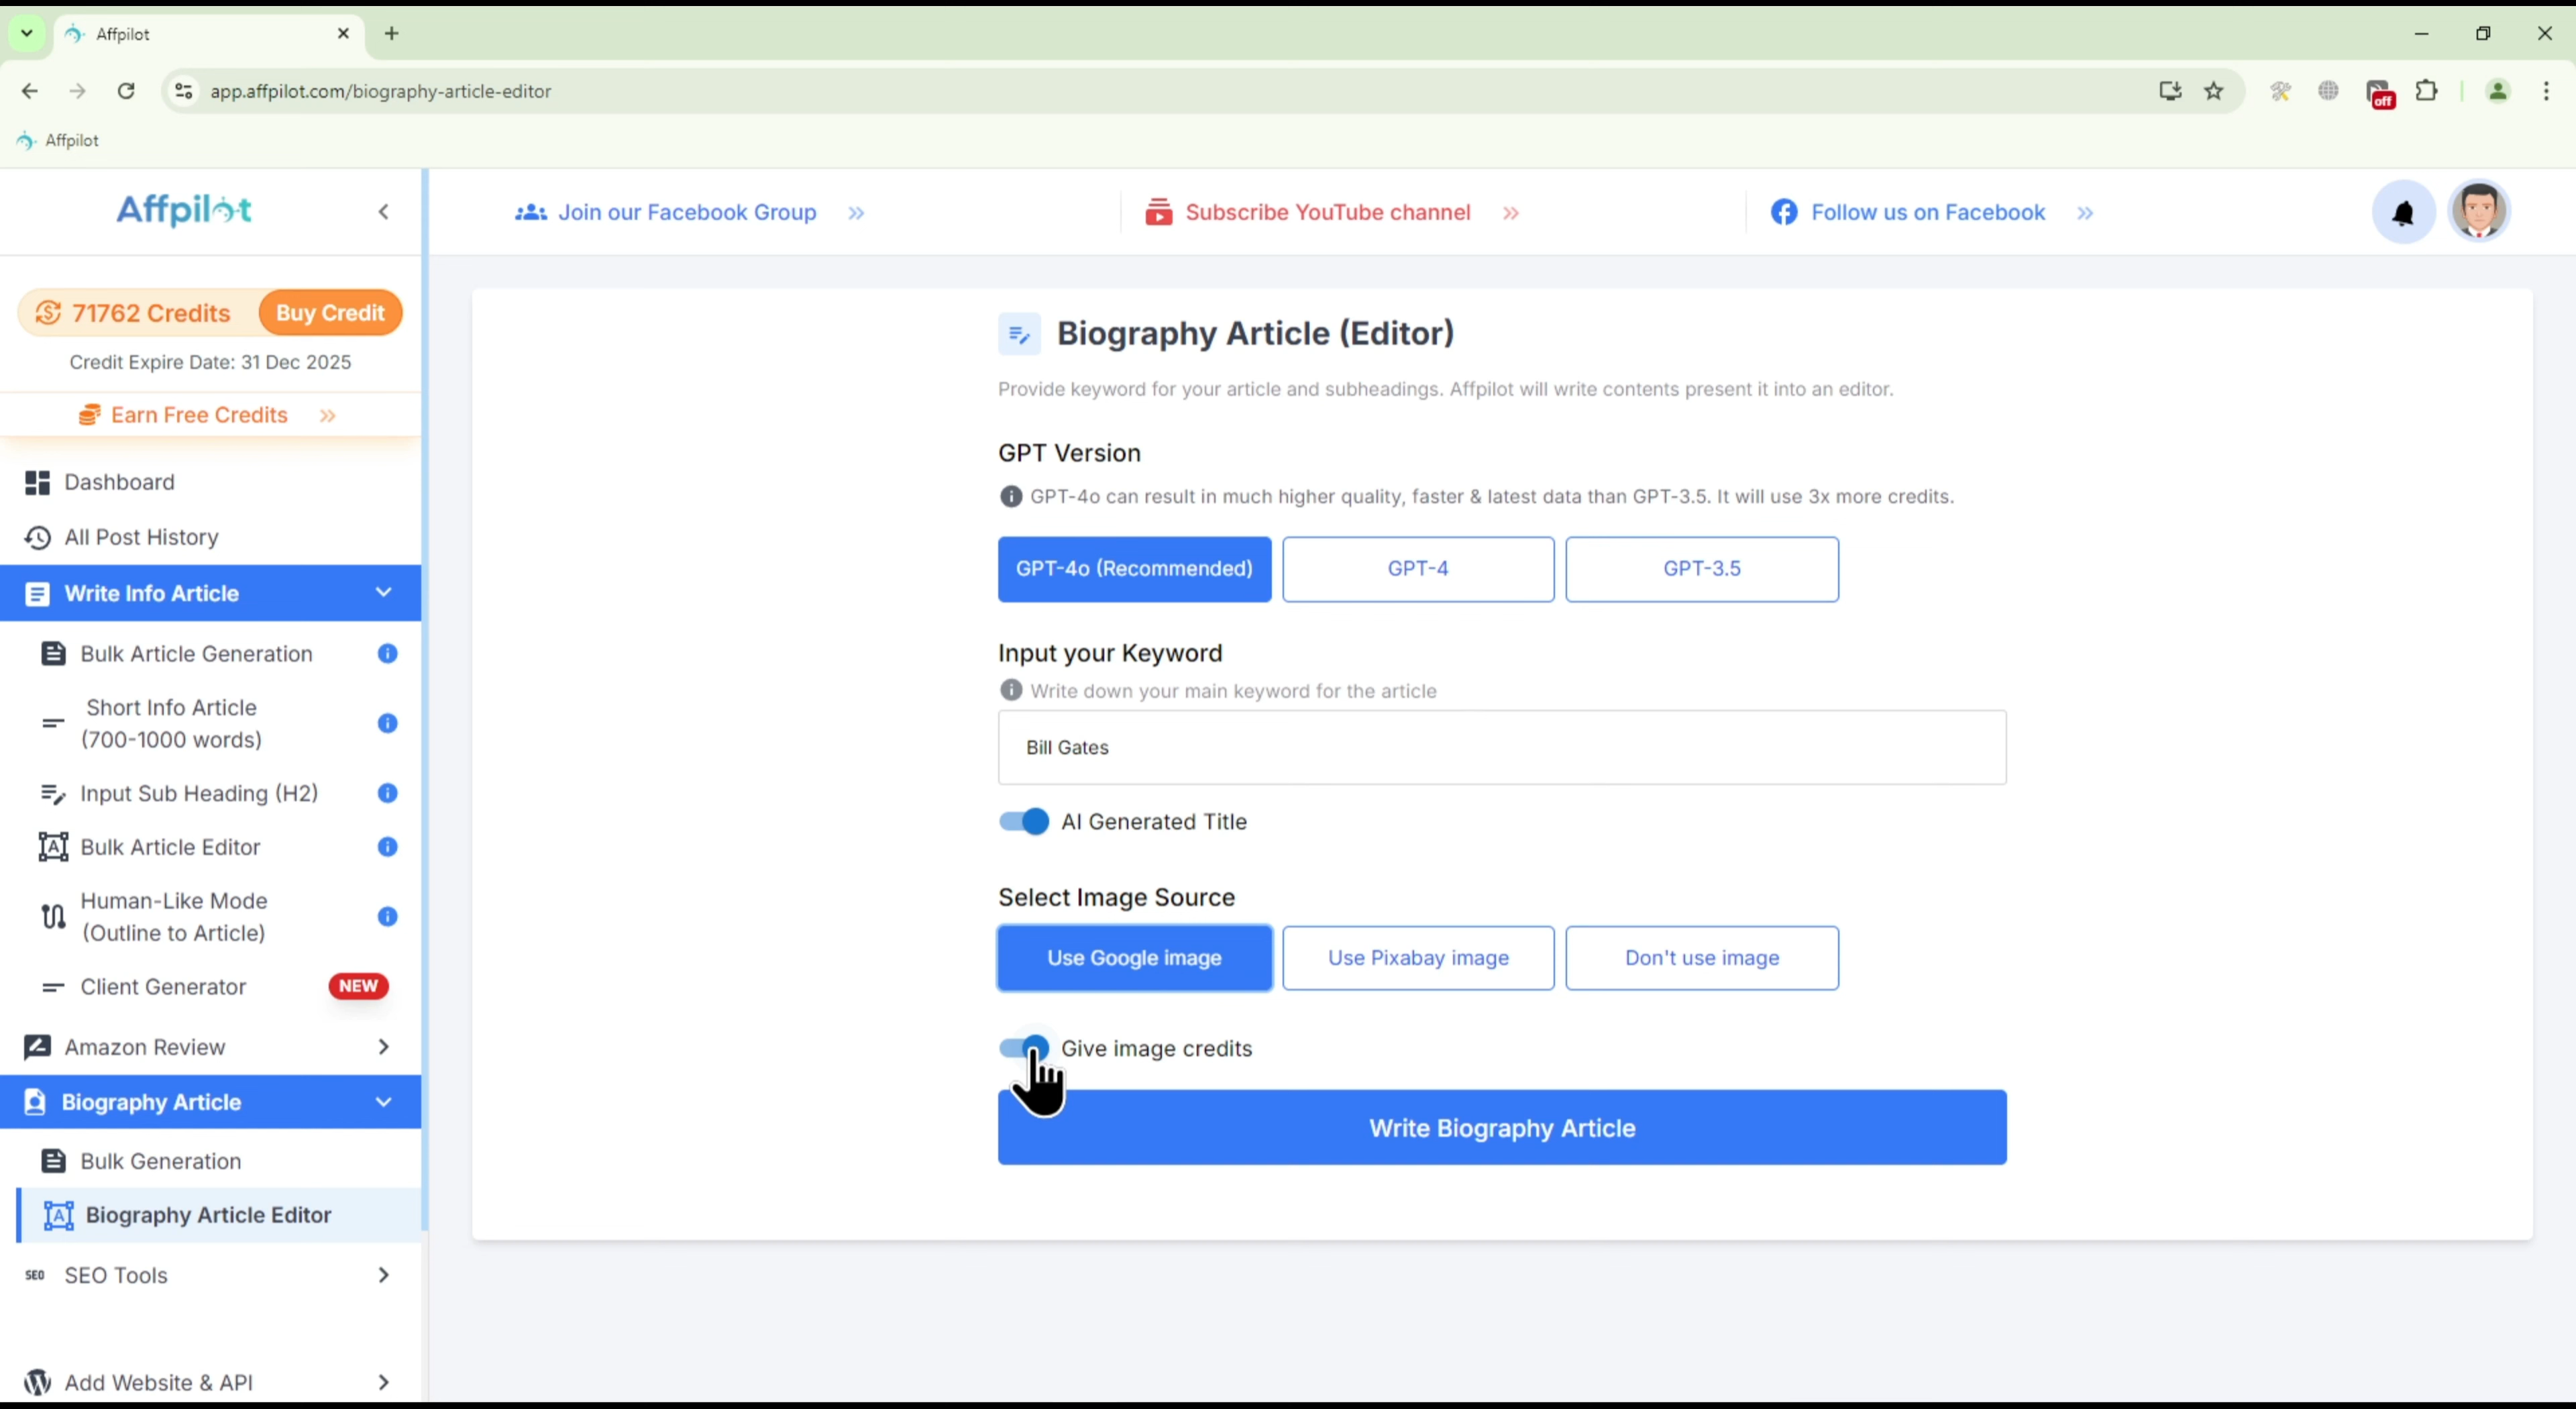 Affpilot
app.affpilot.com/biography-article-editor
off
Affpilot
Affpilot
Join our Facebook Group
Subscribe YouTube channel
Follow us on Facebook
71762 Credits
Buy Credit
Credit Expire Date: 31 Dec 2025
Earn Free Credits
Dashboard
All Post History
Write Info Article
Bulk Article Generation
Short Info Article
(700-1000 words)
Input Sub Heading (H2)
Bulk Article Editor
Human-Like Mode
(Outline to Article)
Client Generator
NEW
Amazon Review
Biography Article
Bulk Generation
Biography Article Editor
SEO
SEO Tools
Add Website & API
Biography Article (Editor)
Provide keyword for your article and subheadings. Affpilot will write contents present it into an editor.
GPT Version
GPT-4o can result in much higher quality, faster & latest data than GPT-3.5. It will use 3x more credits.
GPT-4o (Recommended)
GPT-4
GPT-3.5
Input your Keyword
Write down your main keyword for the article
Bill Gates
AI Generated Title
Select Image Source
Use Google image
Use Pixabay image
Don't use image
Give image credits
Write Biography Article